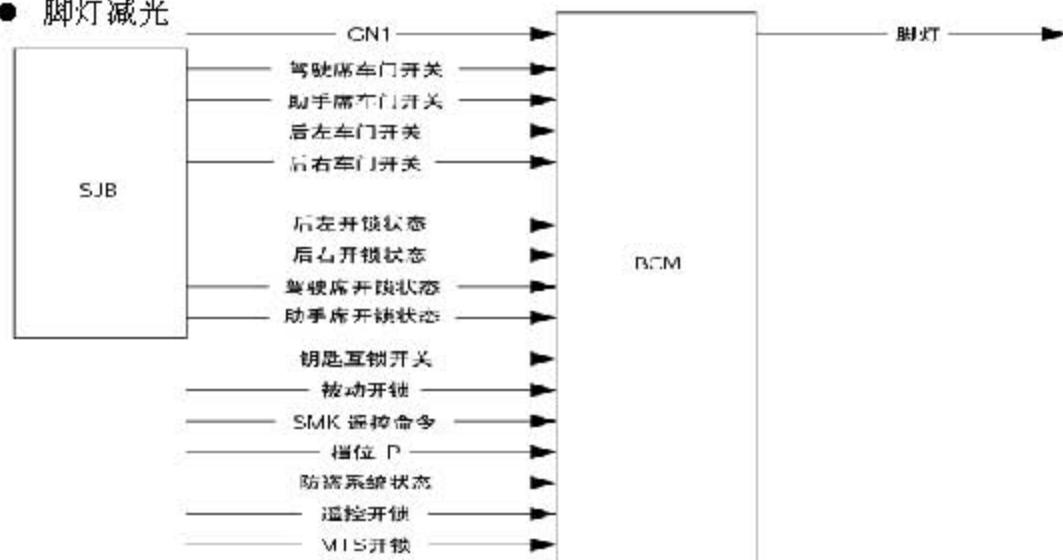 ● 脚灯减光
IGN1 脚灯
驾驶席车门开关
助手席车门开关
后左车门开关
后右车门开关
SJB
后左开锁状态
后右开锁状态
BCM
驾驶席开锁状态
助手席开锁状态
钥匙互锁开关
被动开锁
SMK 遥控命令
档位 P
防盗系统状态
遥控开锁
MTS开锁